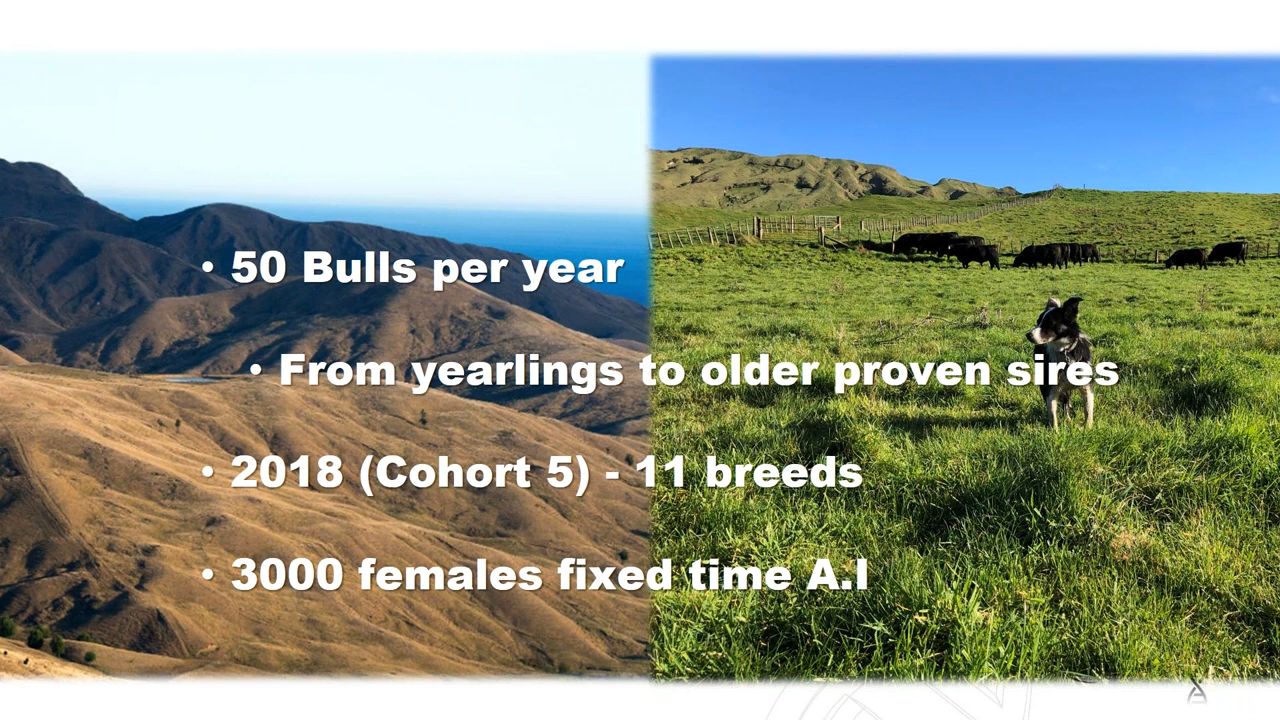 • 50 Bulls per year
• From yearlings to older proven sires
• 2018 (Cohort 5) - 11 breeds
• 3000 females fixed time A.I